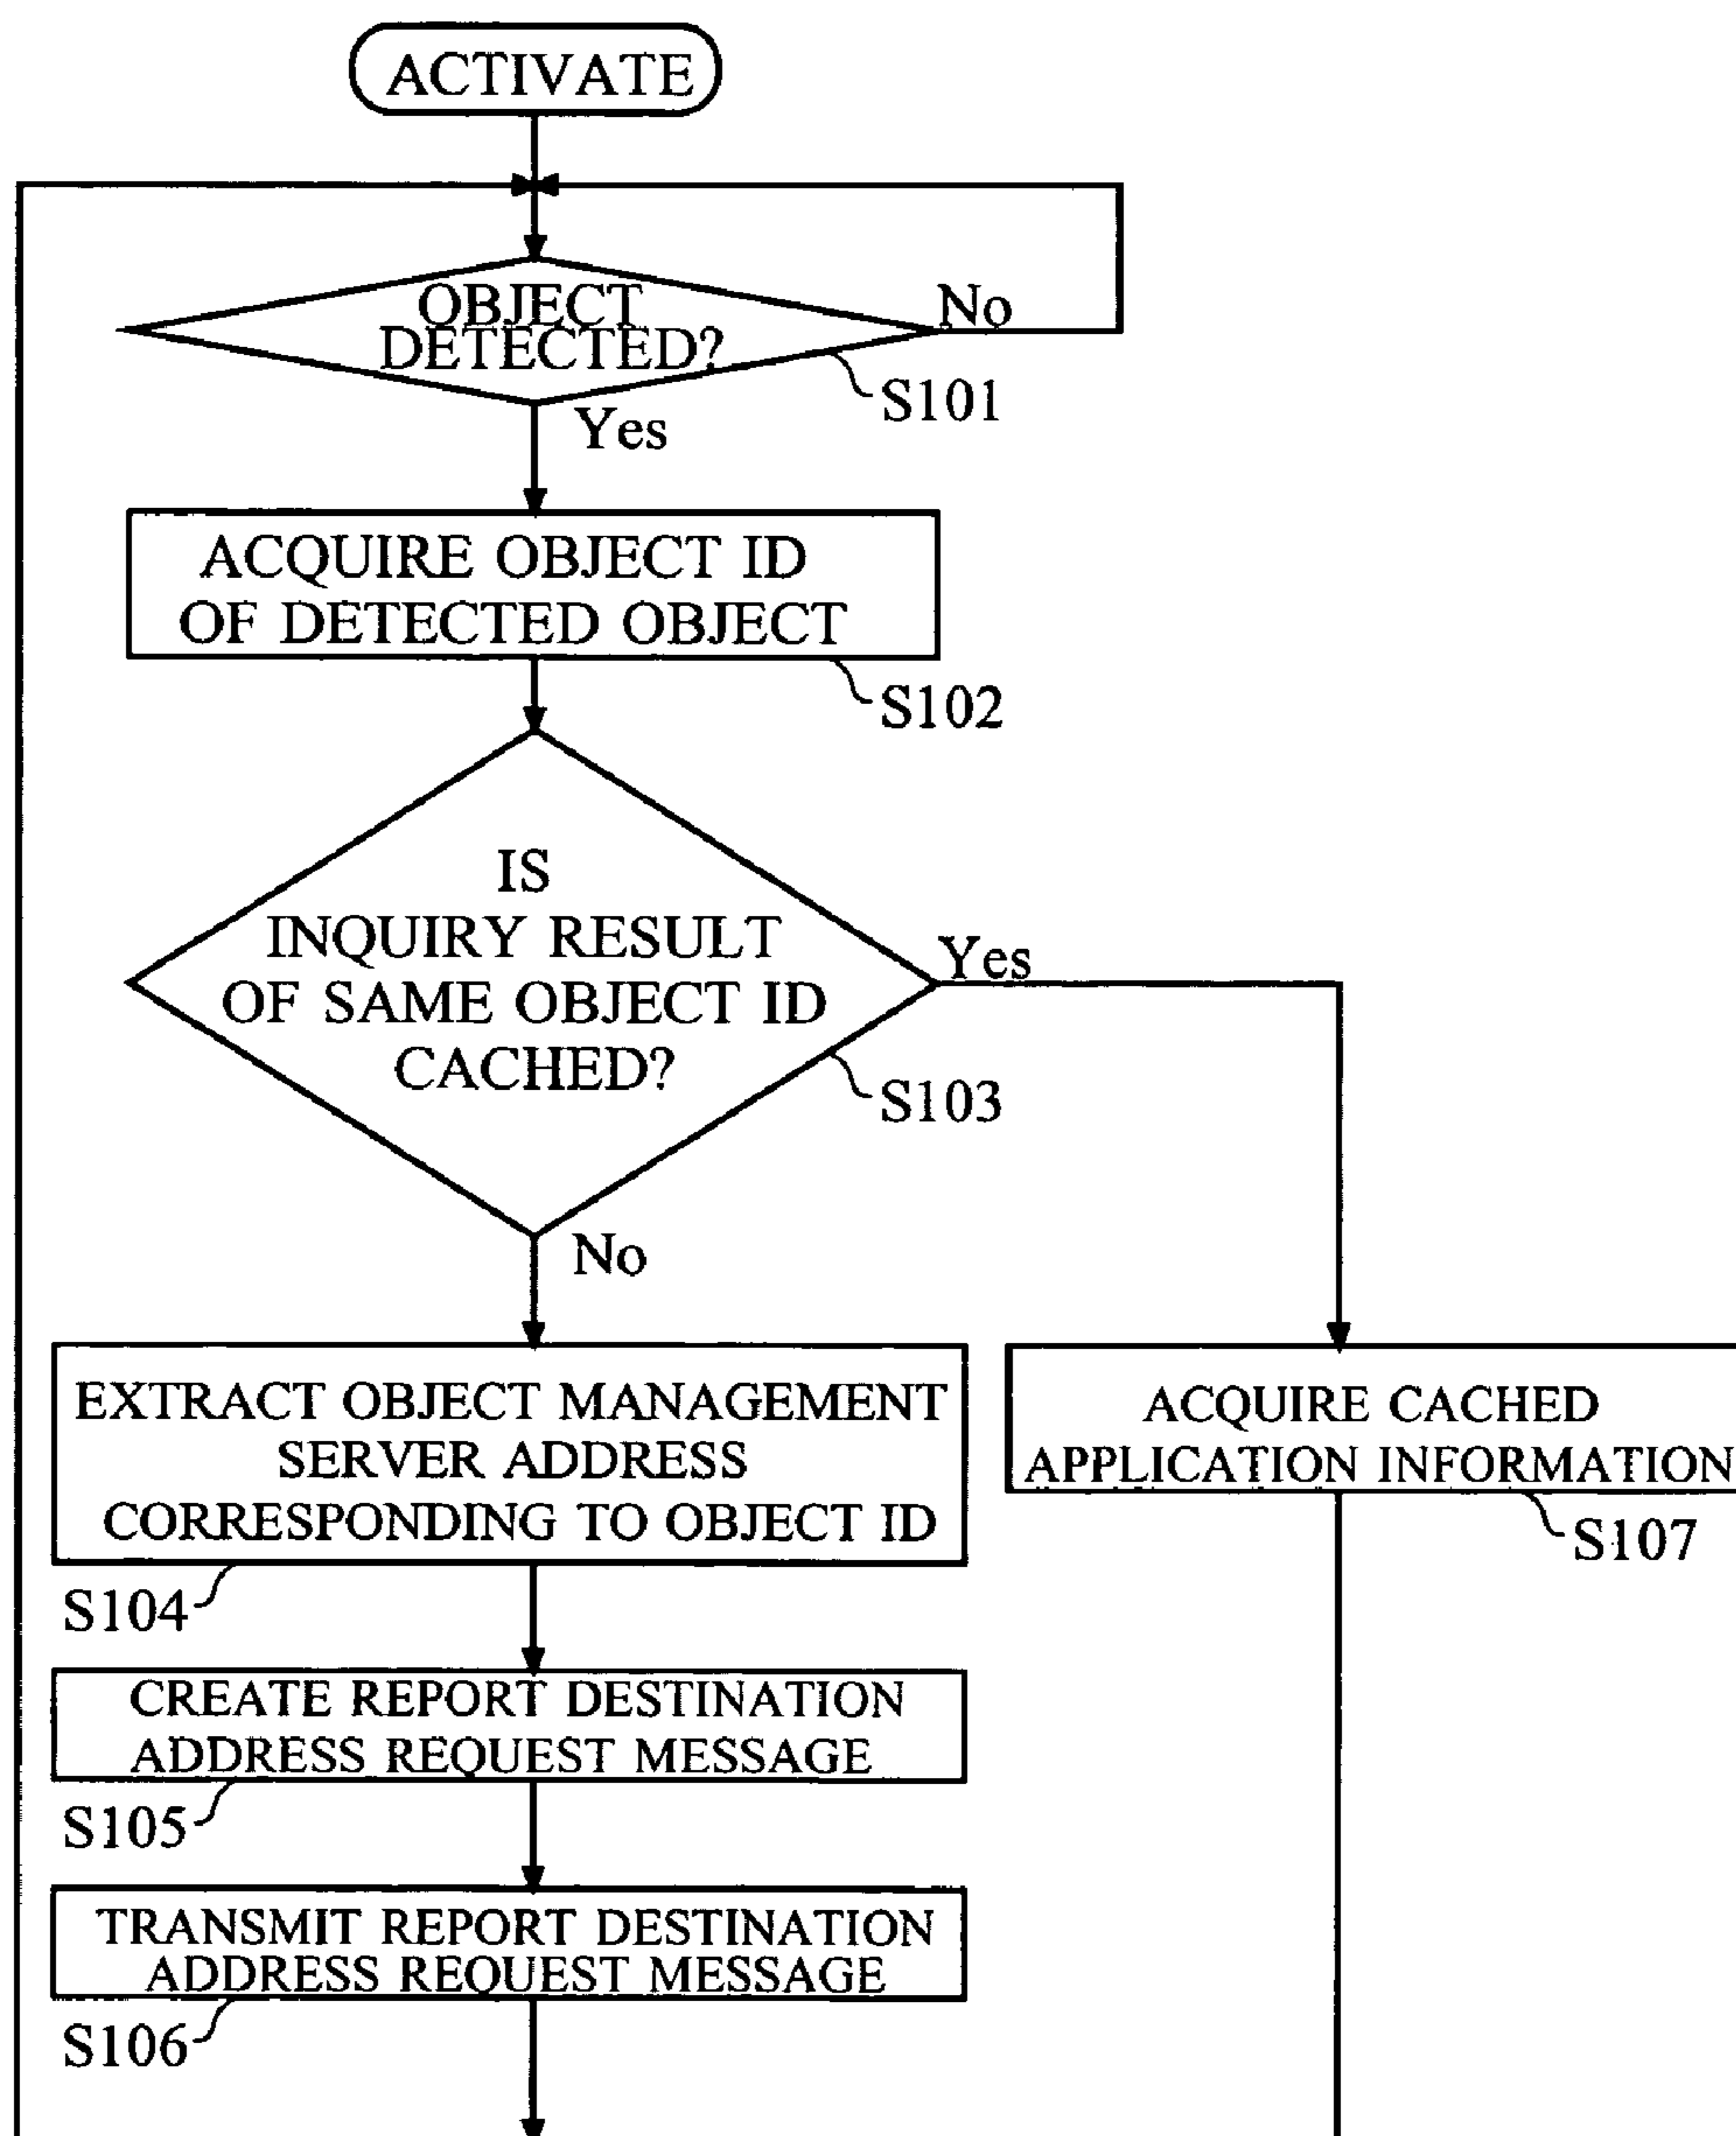 ACTIVATE
OBJECT
DETECTED?
No
S101
Yes
ACQUIRE OBJECT ID
OF DETECTED OBJECT
S102
IS
INQUIRY RESULT
OF SAME OBJECT ID
CACHED?
Yes
S103
No
EXTRACT OBJECT MANAGEMENT
SERVER ADDRESS
CORRESPONDING TO OBJECT ID
S104
ACQUIRE CACHED
APPLICATION INFORMATION
S107
CREATE REPORT DESTINATION
ADDRESS REQUEST MESSAGE
S105
TRANSMIT REPORT DESTINATION
ADDRESS REQUEST MESSAGE
S106